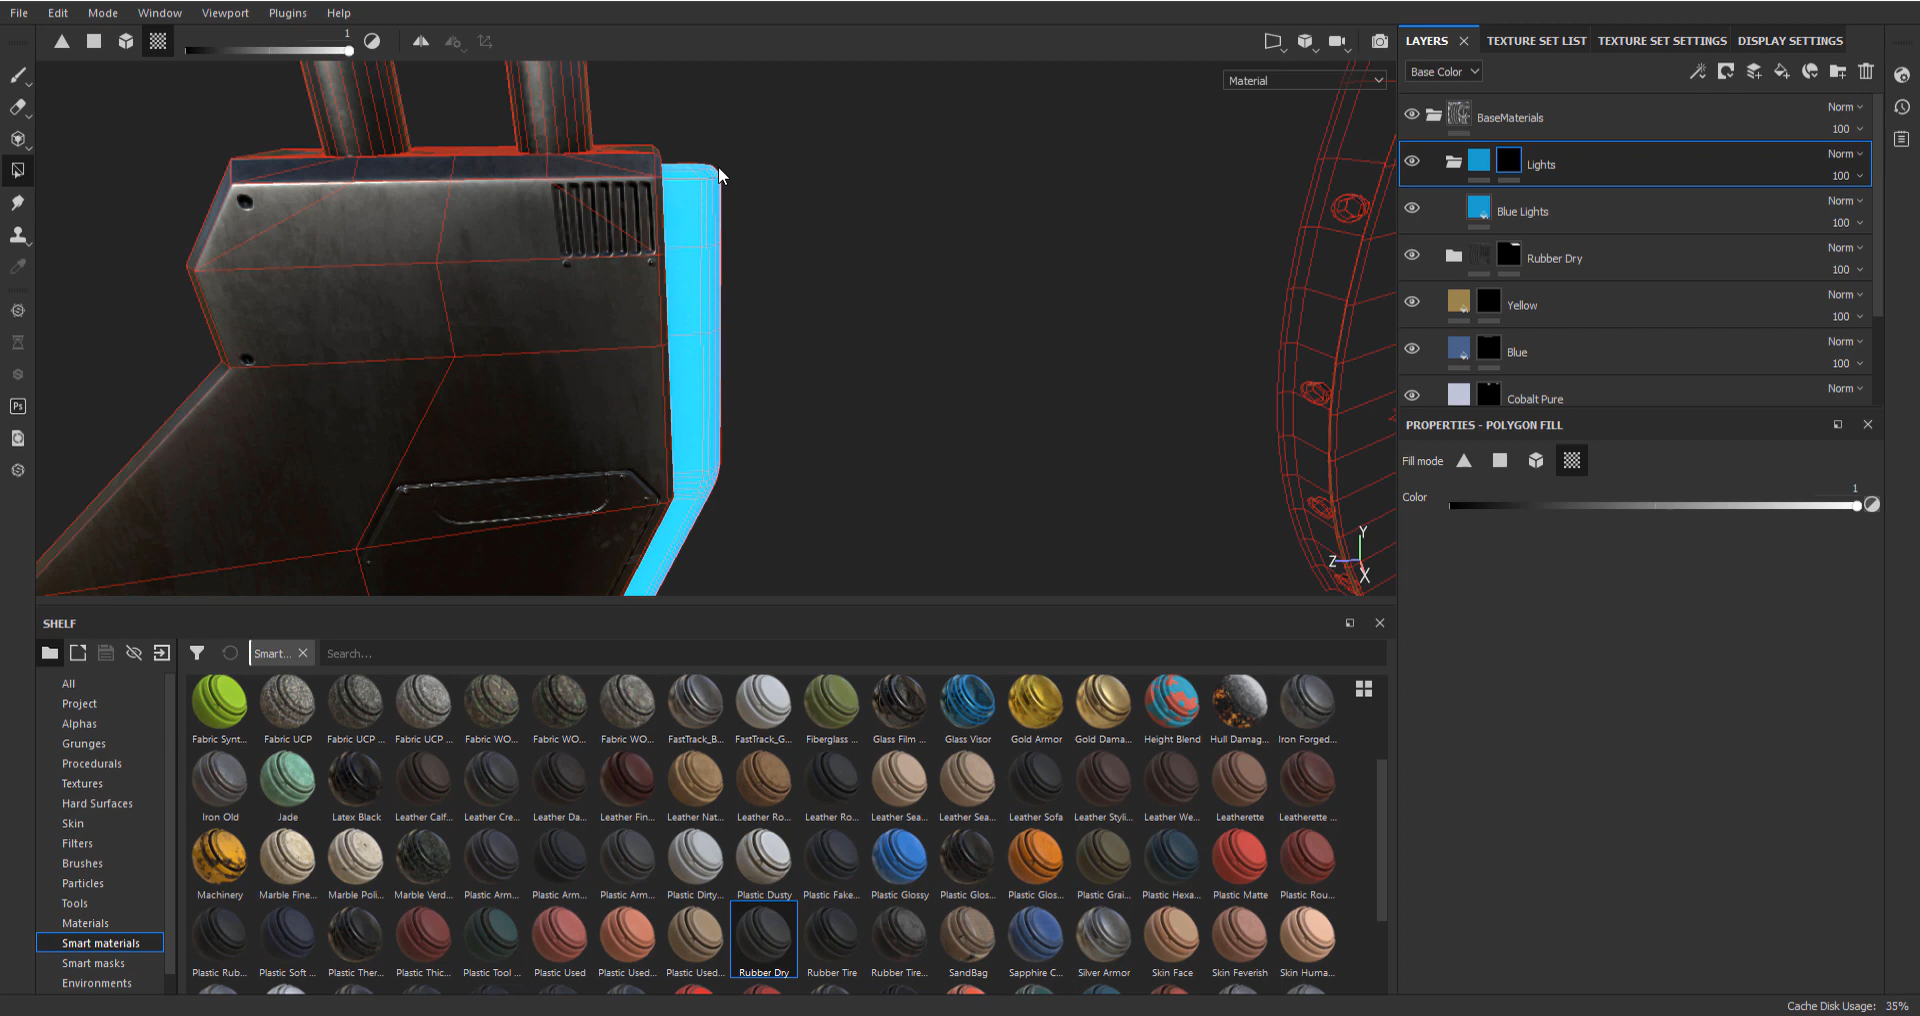 File Edit Mode Window Viewport Plugins Help
1
LAYERS TEXTURE SET LIST TEXTURE SET SETTINGS DISPLAY SETTINGS
Material
Base Color
BaseMaterials Norm 100
Lights Norm 100
Blue Lights Norm 100
Rubber Dry Norm 100
Yellow Norm 100
Blue Norm 100
Cobalt Pure Norm
Ps
PROPERTIES - POLYGON FILL
Fill mode
Color 1
Y
Z
X
SHELF
Smart... Search...
All
Project
Alphas
Grunges
Procedurals
Textures
Hard Surfaces
Skin
Filters
Brushes
Particles
Tools
Materials
Smart materials
Smart masks
Environments
Fabric Synt... Fabric UCP Fabric UCP ... Fabric UCP ... Fabric WO... Fabric WO... Fabric WO... FastTrack_B... FastTrack_G... Fiberglass ... Glass Film ... Glass Visor Gold Armor Gold Dama... Height Blend Hull Damag... Iron Forged...
Iron Old Jade Latex Black Leather Calf... Leather Cre... Leather Da... Leather Fin... Leather Nat... Leather Ro... Leather Ro... Leather Sea... Leather Sea... Leather Sofa Leather Styli... Leather We... Leatherette Leatherette ...
Machinery Marble Fine... Marble Poli... Marble Verd... Plastic Arm... Plastic Arm... Plastic Arm... Plastic Dirty... Plastic Dusty Plastic Fake... Plastic Glossy Plastic Glos... Plastic Glos... Plastic Grai... Plastic Hexa... Plastic Matte Plastic Rou...
Plastic Rub... Plastic Soft ... Plastic Ther... Plastic Thic... Plastic Tool ... Plastic Used Plastic Used... Plastic Used... Rubber Dry Rubber Tire Rubber Tire... SandBag Sapphire C... Silver Armor Skin Face Skin Feverish Skin Huma...
Cache Disk Usage: 35%